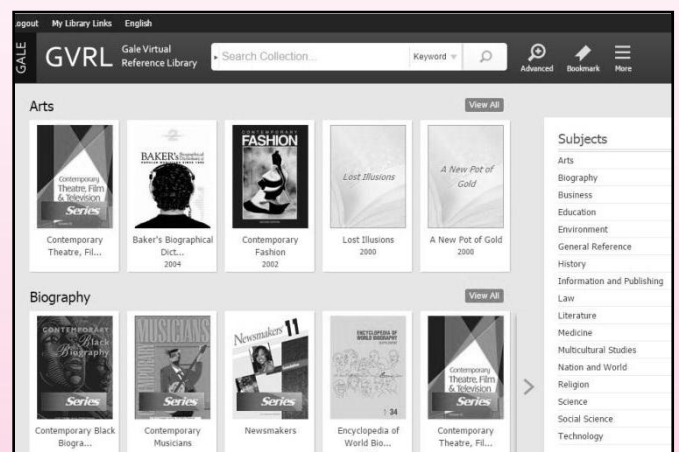 Logout My Library Links English
GALE
GVRL Gale Virtual
Reference Library
Search Collection...
Keyword
Advanced
Bookmark
More
Arts
View All
Contemporary
Theatre, Film
& Television
Series
BAKER's Biographical
CONTEMPORARY
FASHION
Lost Illusions
A New Pot of
Gold
Contemporary
Theatre, Fil...
Baker's Biographical
Dict...
2004
Contemporary
Fashion
2002
Lost Illusions
2000
A New Pot of Gold
2000
Biography
View All
CONTEMPORARY
Black
Biography
Series
CONTEMPORARY
MUSICIANS
Series
Newsmakers '11
Series
ENCYCLOPEDIA OF
WORLD BIOGRAPHY
SUPPLEMENT
34
Contemporary
Theatre, Film
& Television
Series
Contemporary Black
Biogra...
Contemporary
Musicians
Newsmakers
Encyclopedia of
World Bio...
Contemporary
Theatre, Fil...
Subjects
Arts
Biography
Business
Education
Environment
General Reference
History
Information and Publishing
Law
Literature
Medicine
Multicultural Studies
Nation and World
Religion
Science
Social Science
Technology